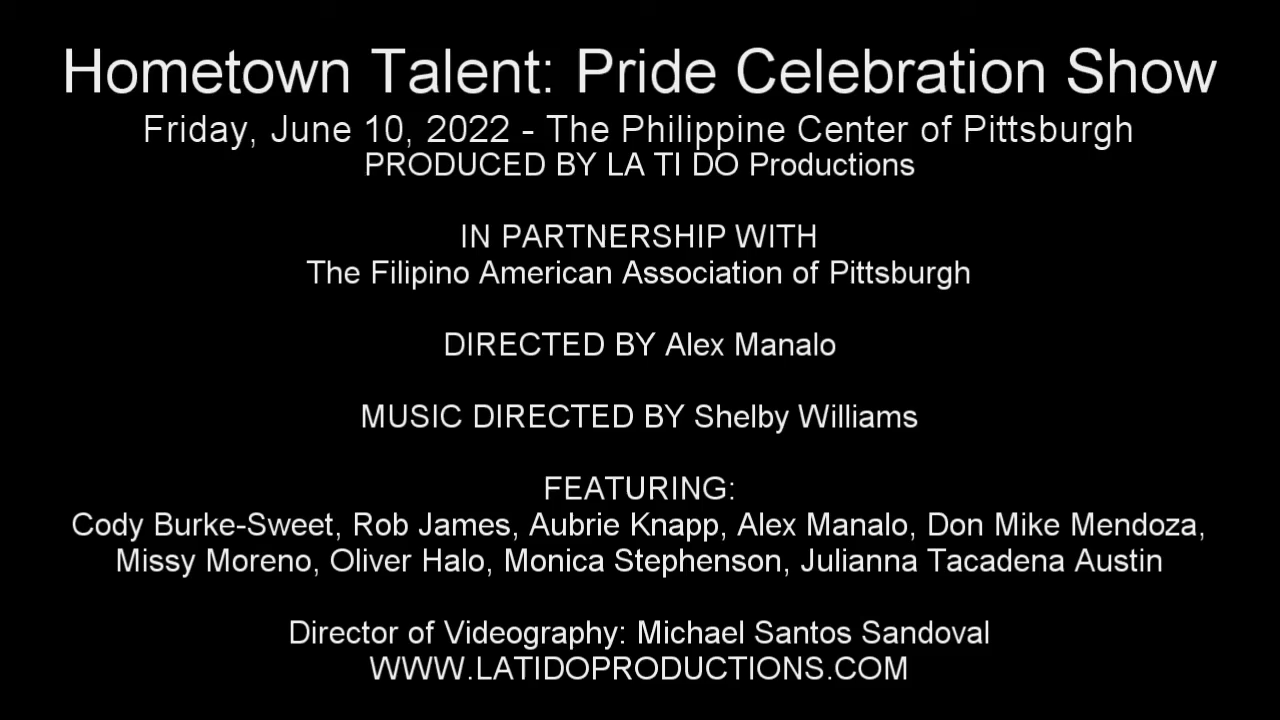 Hometown Talent: Pride Celebration Show
Friday, June 10, 2022 - The Philippine Center of Pittsburgh
PRODUCED BY LA TI DO Productions
IN PARTNERSHIP WITH
The Filipino American Association of Pittsburgh
DIRECTED BY Alex Manalo
MUSIC DIRECTED BY Shelby Williams
FEATURING:
Cody Burke-Sweet, Rob James, Aubrie Knapp, Alex Manalo, Don Mike Mendoza,
Missy Moreno, Oliver Halo, Monica Stephenson, Julianna Tacadena Austin
Director of Videography: Michael Santos Sandoval
WWW.LATIDOPRODUCTIONS.COM